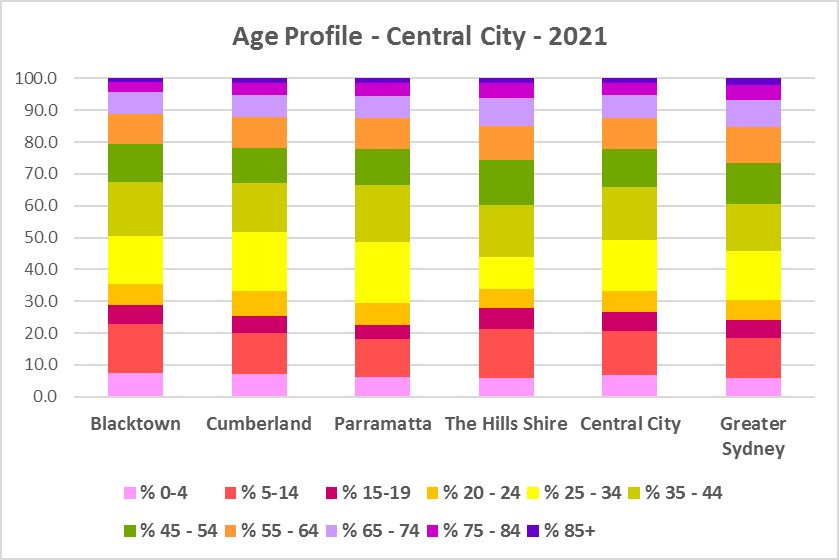 Age Profile - Central City - 2021
100.0
90.0
80.0
70.0
60.0
50.0
40.0
30.0
20.0
10.0
0.0
Blacktown Cumberland Parramatta The Hills Shire Central City Greater
Sydney
% 0-4 % 5-14 % 15-19 % 20 - 24 % 25 - 34 % 35 - 44
% 45 - 54 % 55 - 64 % 65 - 74 % 75 - 84 % 85+